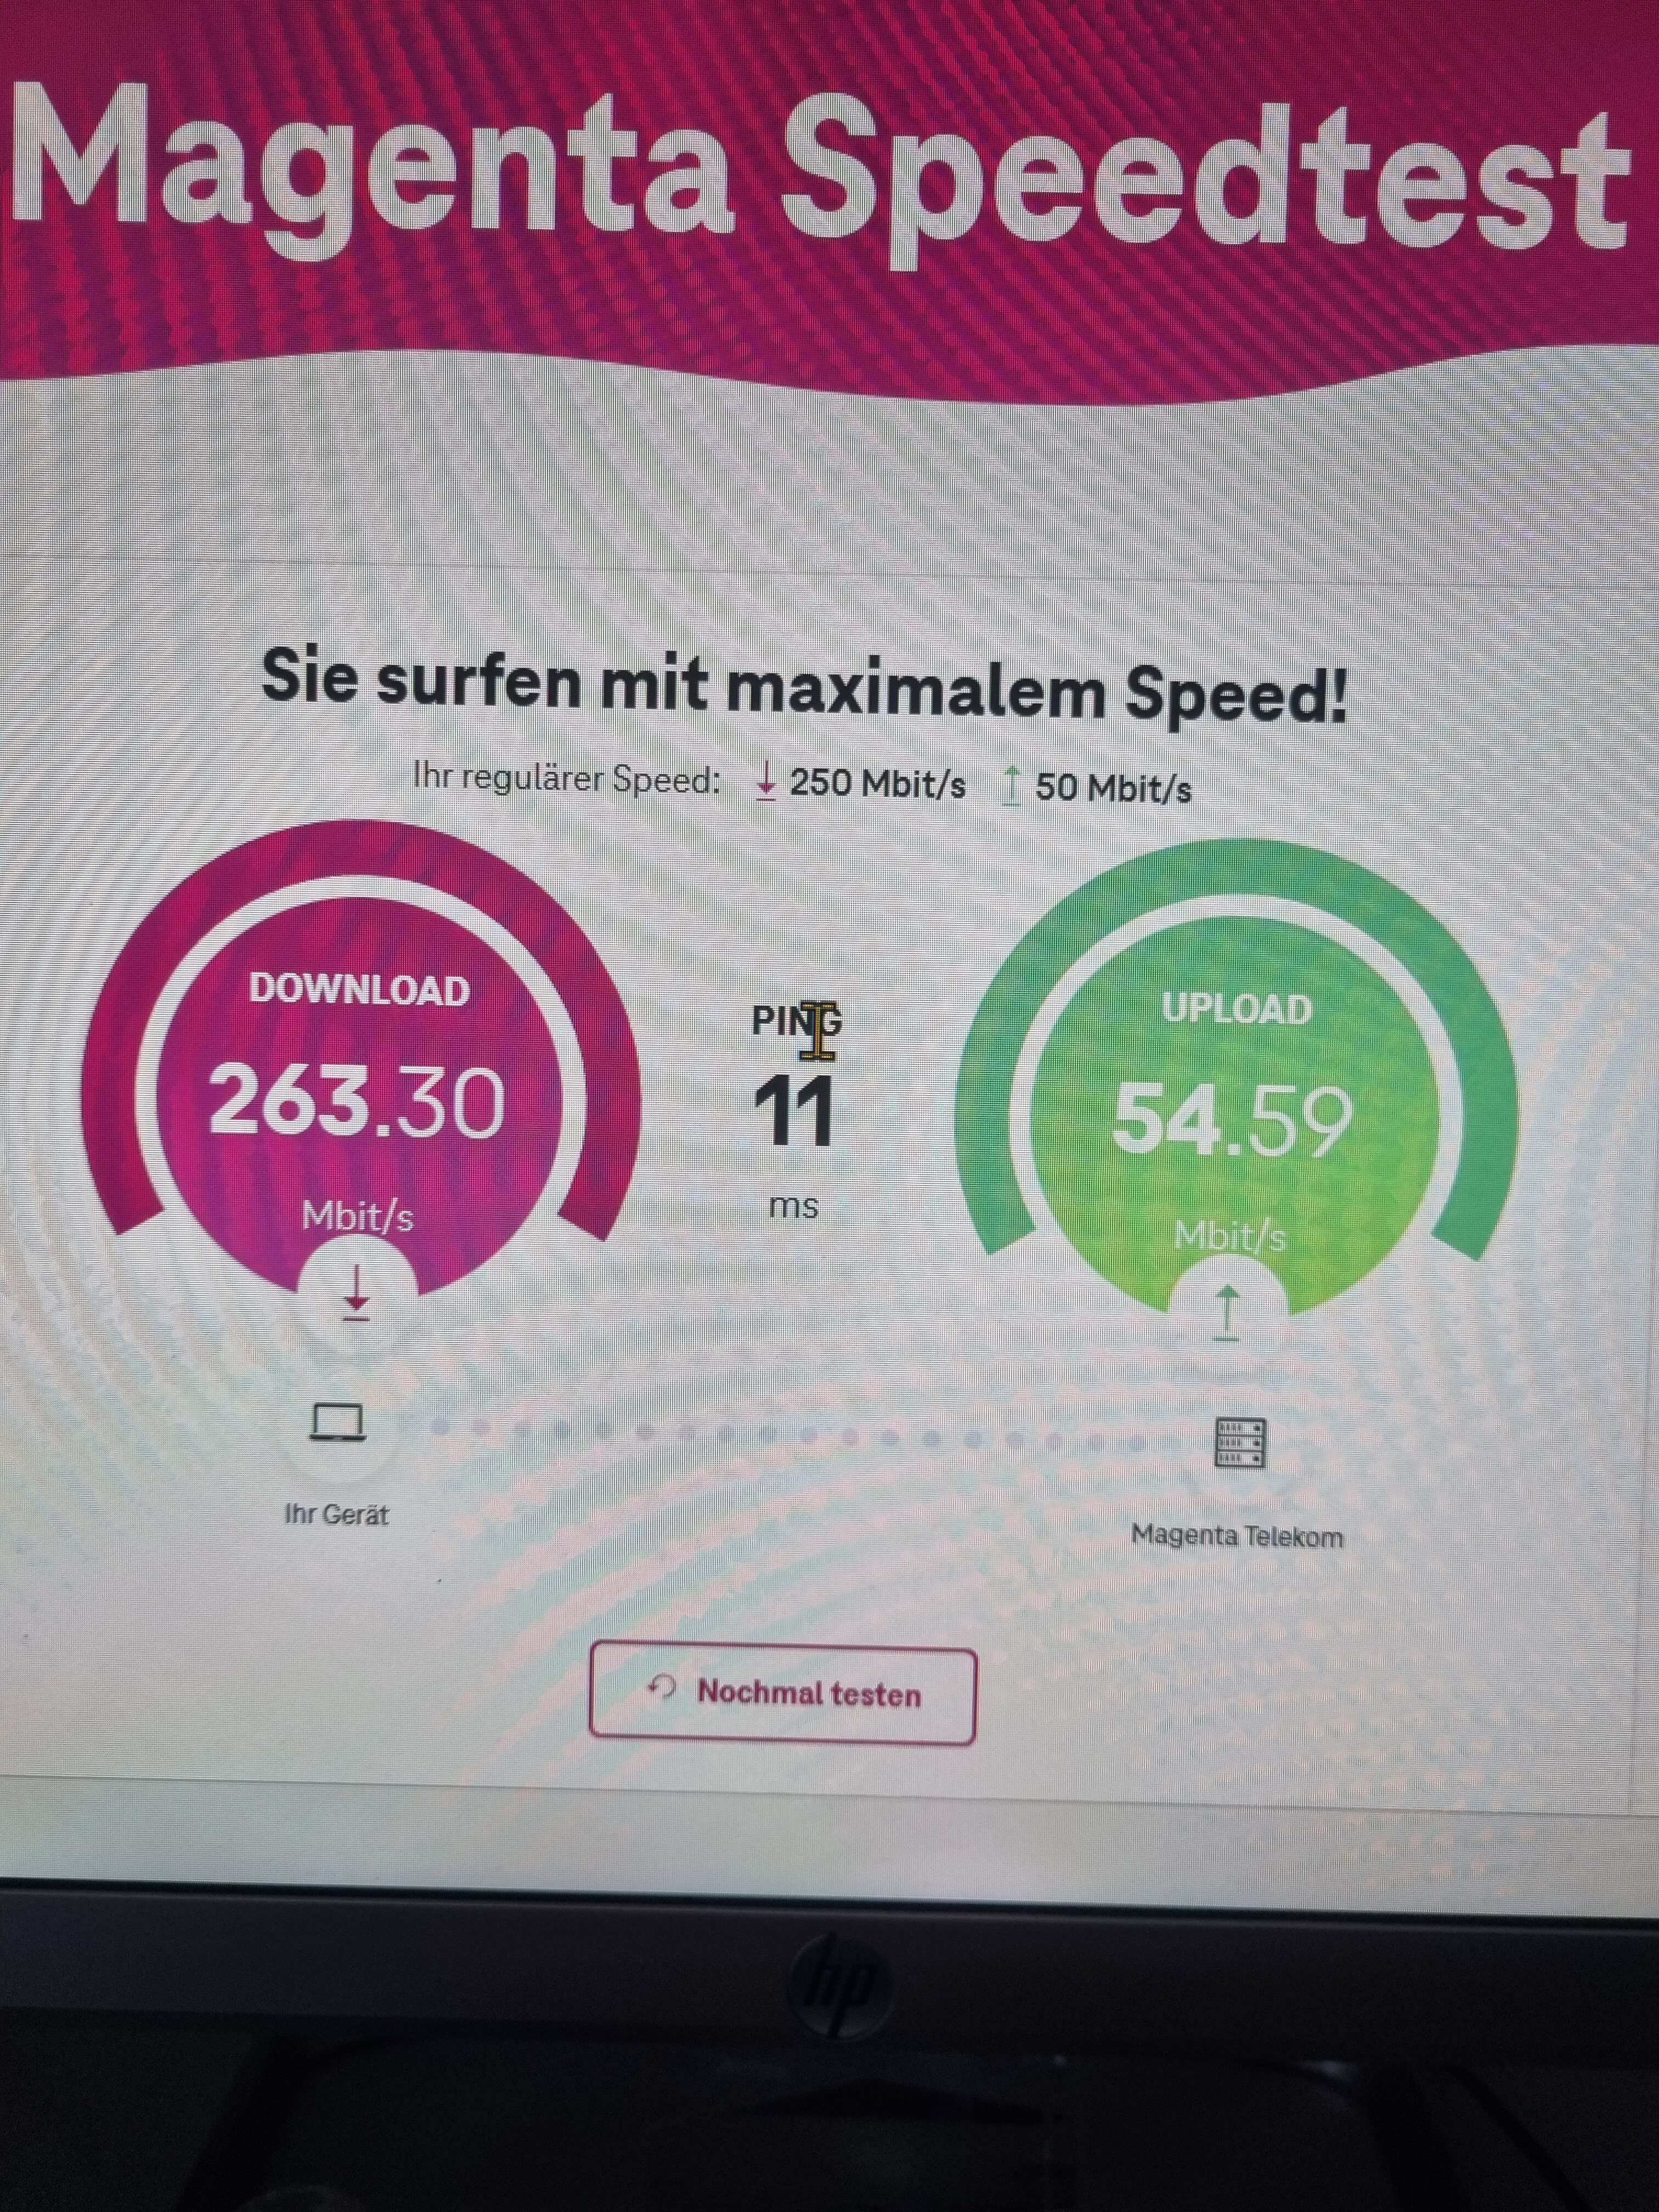 Magenta Speedtest
Sie surfen mit maximalem Speed!
Ihr regulärer Speed: ↓ 250 Mbit/s ↑ 50 Mbit/s
DOWNLOAD
263.30
Mbit/s
PING
11
ms
UPLOAD
54.59
Mbit/s
Ihr Gerät
Magenta Telekom
Nochmal testen
hp